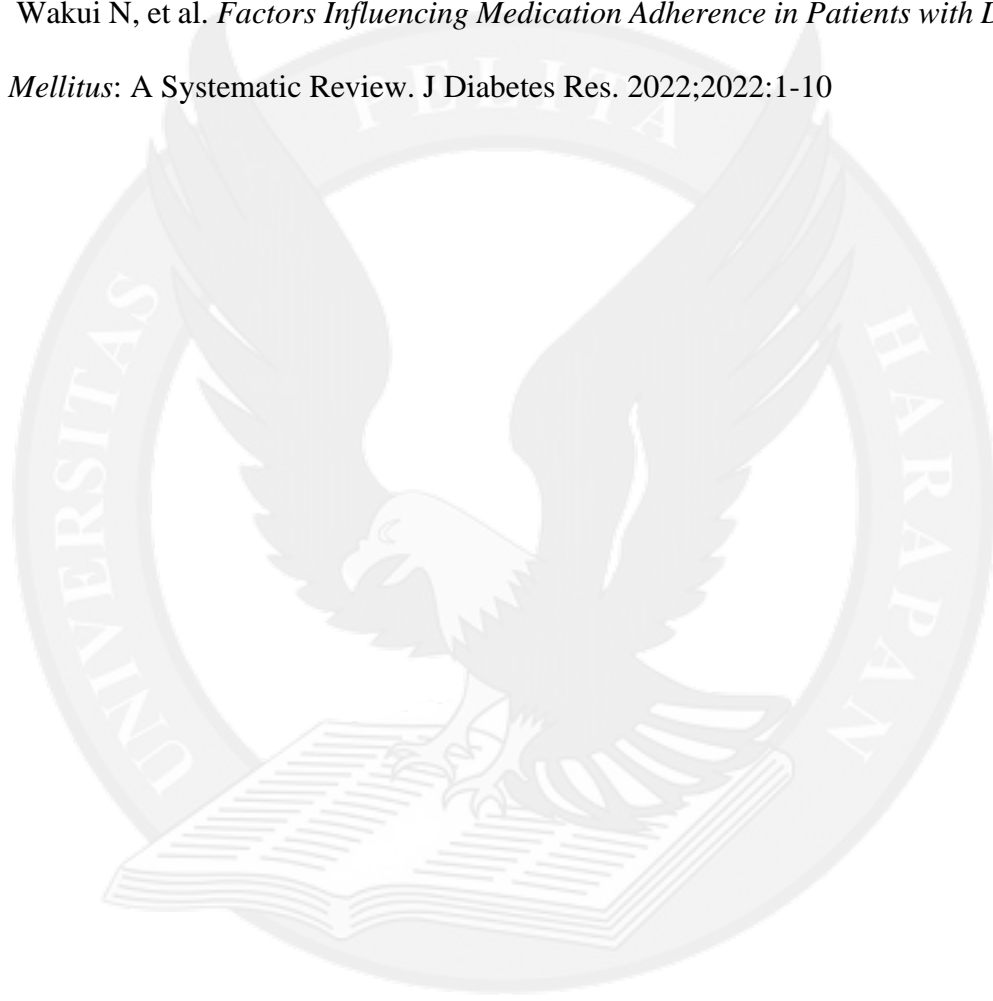 Wakui N, et al. Factors Influencing Medication Adherence in Patients with D
Mellitus: A Systematic Review. J Diabetes Res. 2022;2022:1-10
PELITA
UNIVERSITAS
HARAPAN